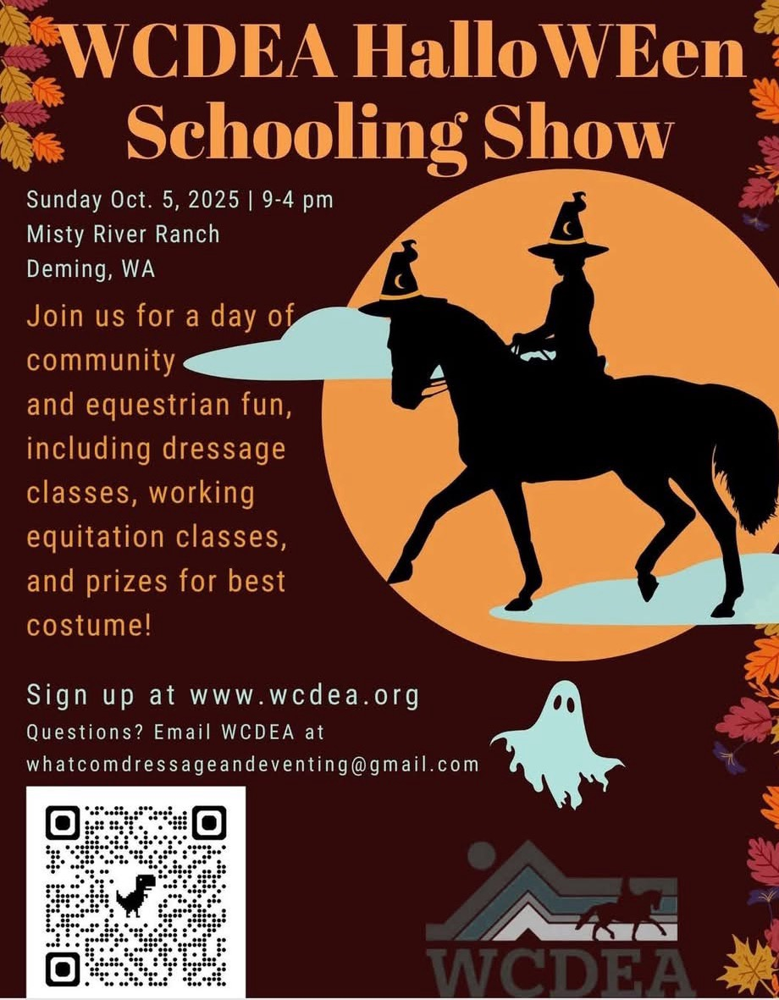 WCDEA HalloWEen
Schooling Show
Sunday Oct. 5, 2025 | 9-4 pm
Misty River Ranch
Deming, WA
Join us for a day of
community
and equestrian fun,
including dressage
classes, working
equitation classes,
and prizes for best
costume!
Sign up at www.wcdea.org
Questions? Email WCDEA at
whatcomdressageandeventing@gmail.com
WCDEA